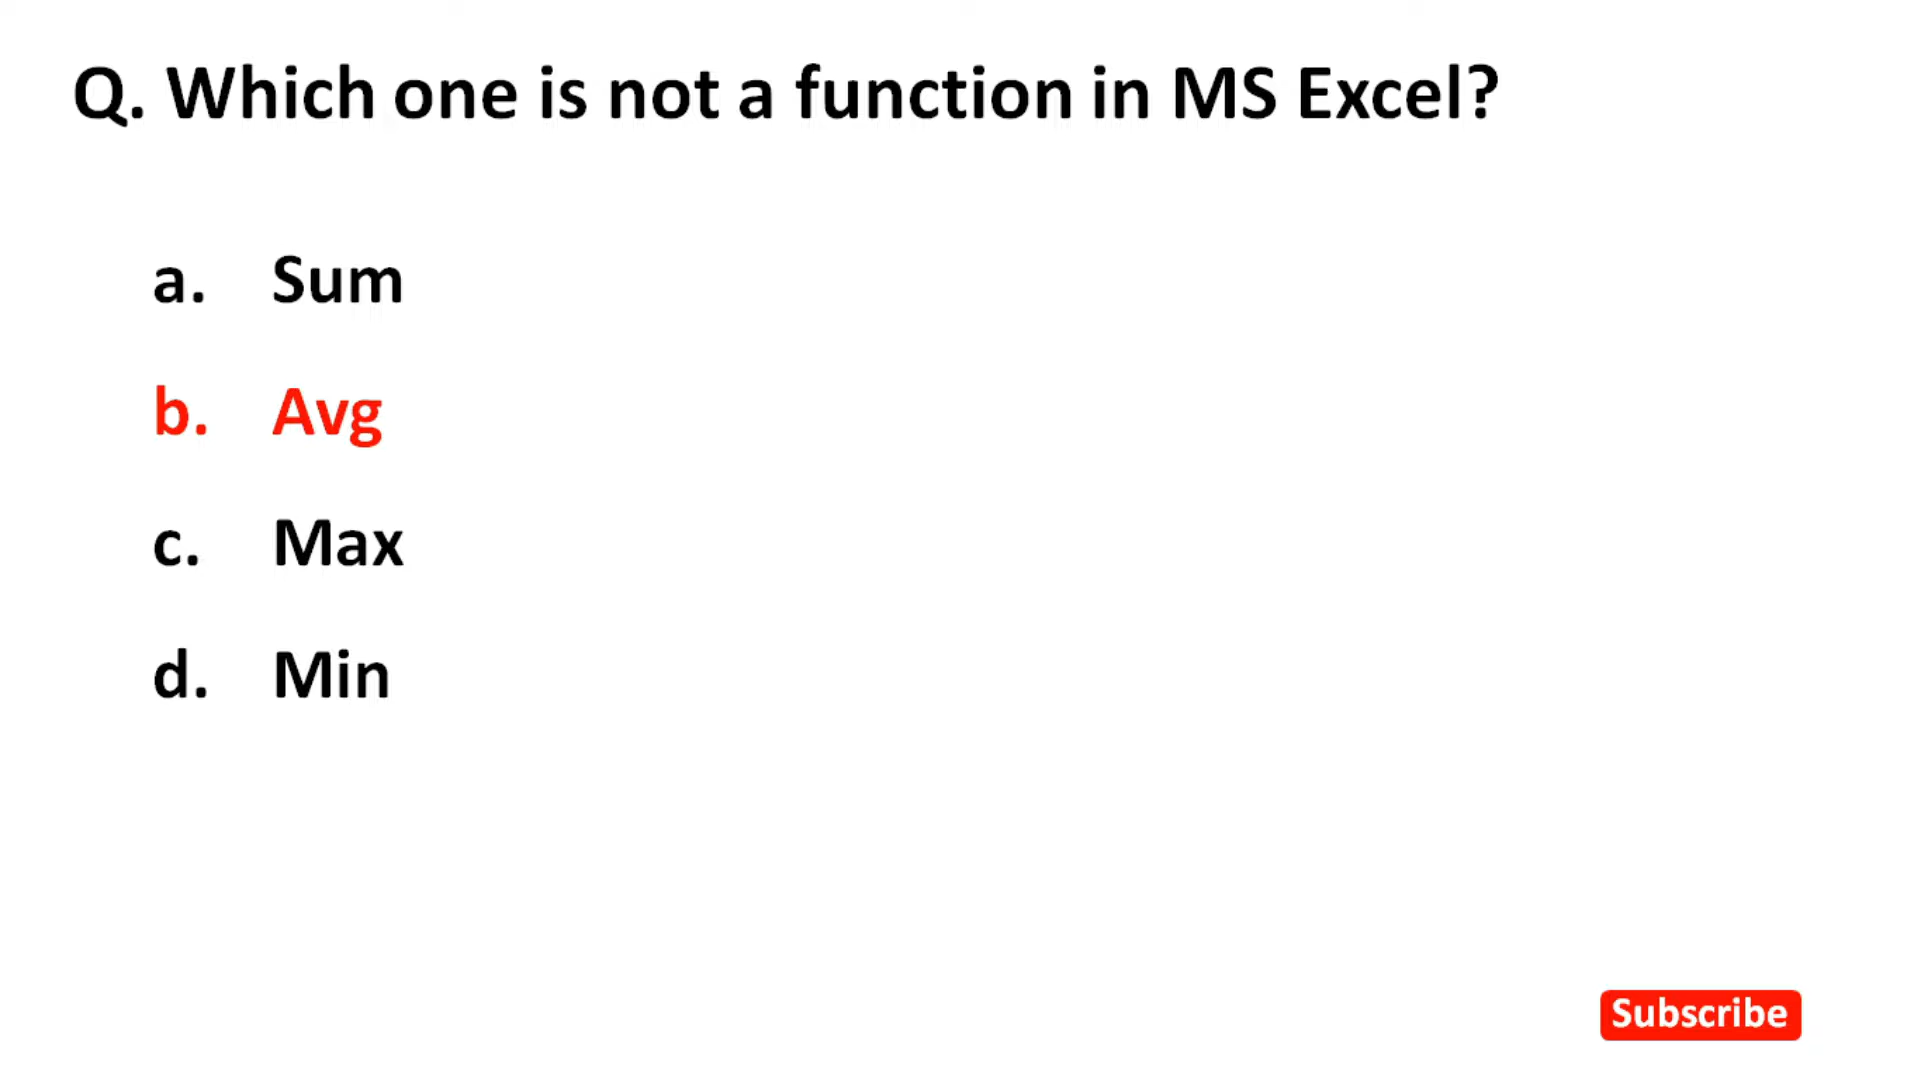 Q. Which one is not a function in MS Excel?
a. Sum
b. Avg
c. Max
d. Min
Subscribe